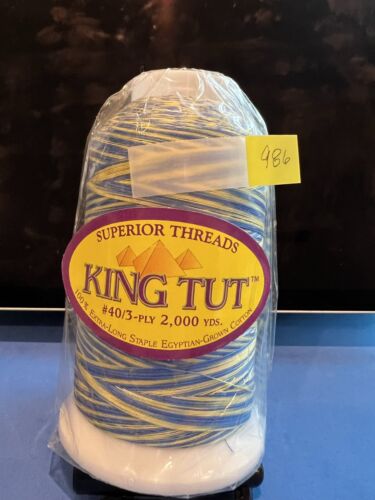 986
SUPERIOR THREADS
KING TUT™
#40/3-PLY 2,000 YDS.
100% EXTRA-LONG STAPLE EGYPTIAN-GROWN COTTON